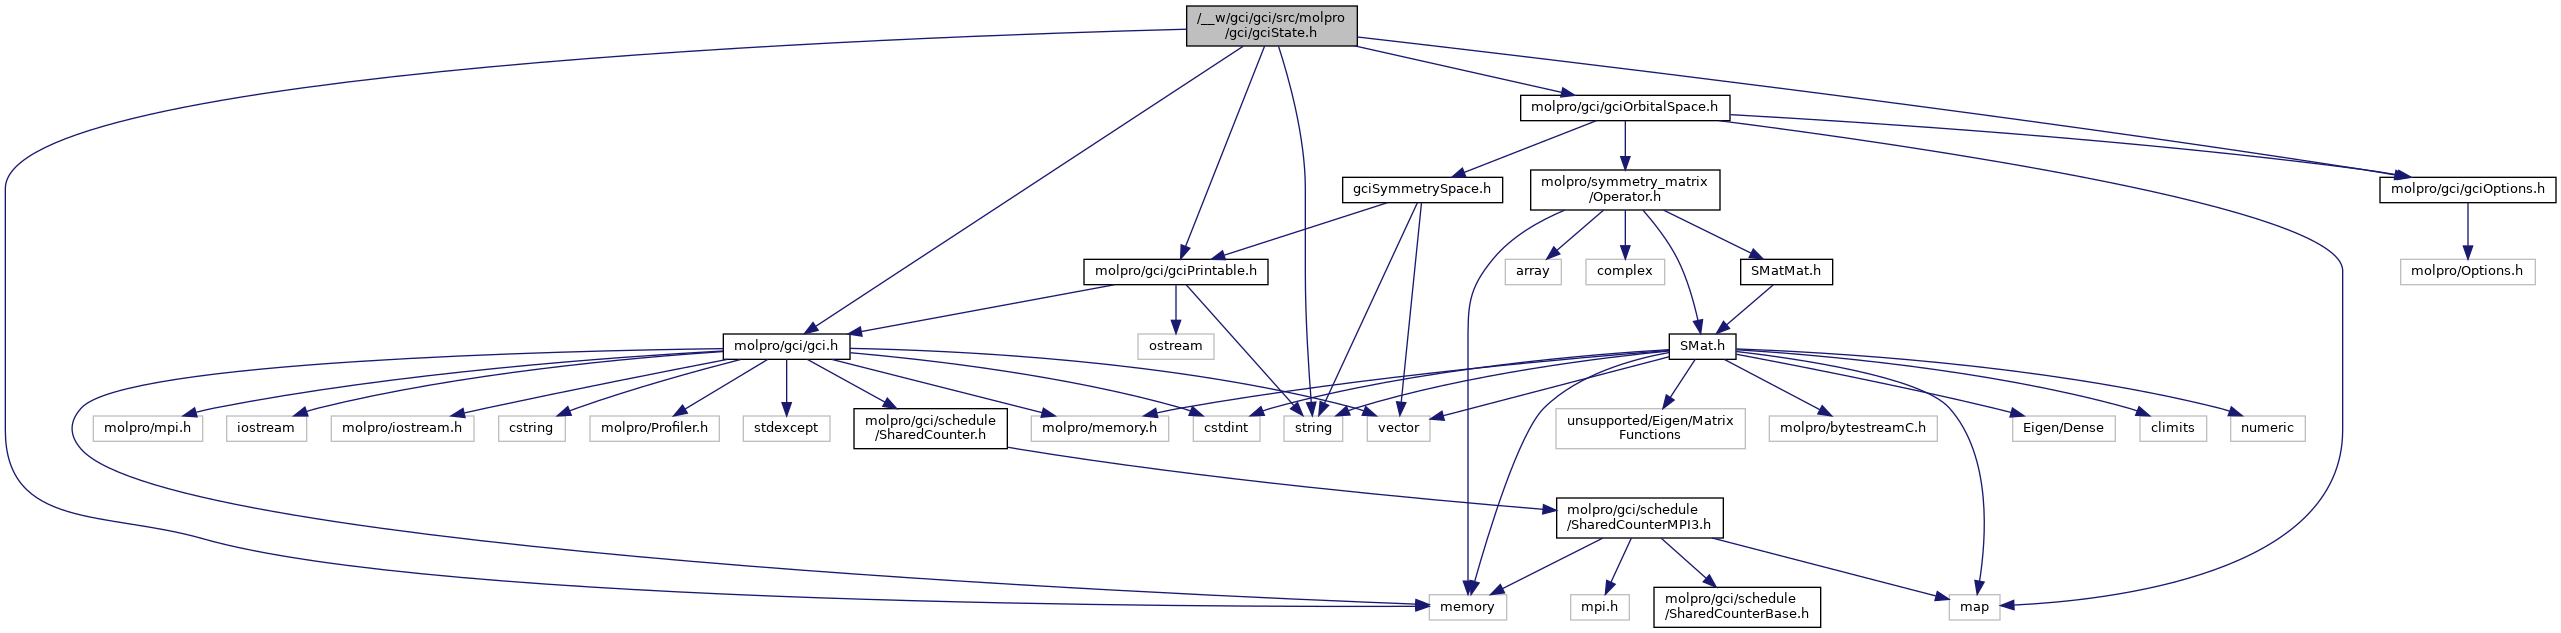 /__w/gci/gci/src/molpro
/gci/gciState.h
molpro/gci/gciOrbitalSpace.h
gciSymmetrySpace.h
molpro/symmetry_matrix
/Operator.h
molpro/gci/gciOptions.h
molpro/gci/gciPrintable.h
array
complex
SMatMat.h
molpro/Options.h
molpro/gci/gci.h
ostream
SMat.h
molpro/mpi.h
iostream
molpro/iostream.h
cstring
molpro/Profiler.h
stdexcept
molpro/gci/schedule
/SharedCounter.h
molpro/memory.h
cstdint
string
vector
unsupported/Eigen/Matrix
Functions
molpro/bytestreamC.h
Eigen/Dense
climits
numeric
molpro/gci/schedule
/SharedCounterMPI3.h
memory
mpi.h
molpro/gci/schedule
/SharedCounterBase.h
map